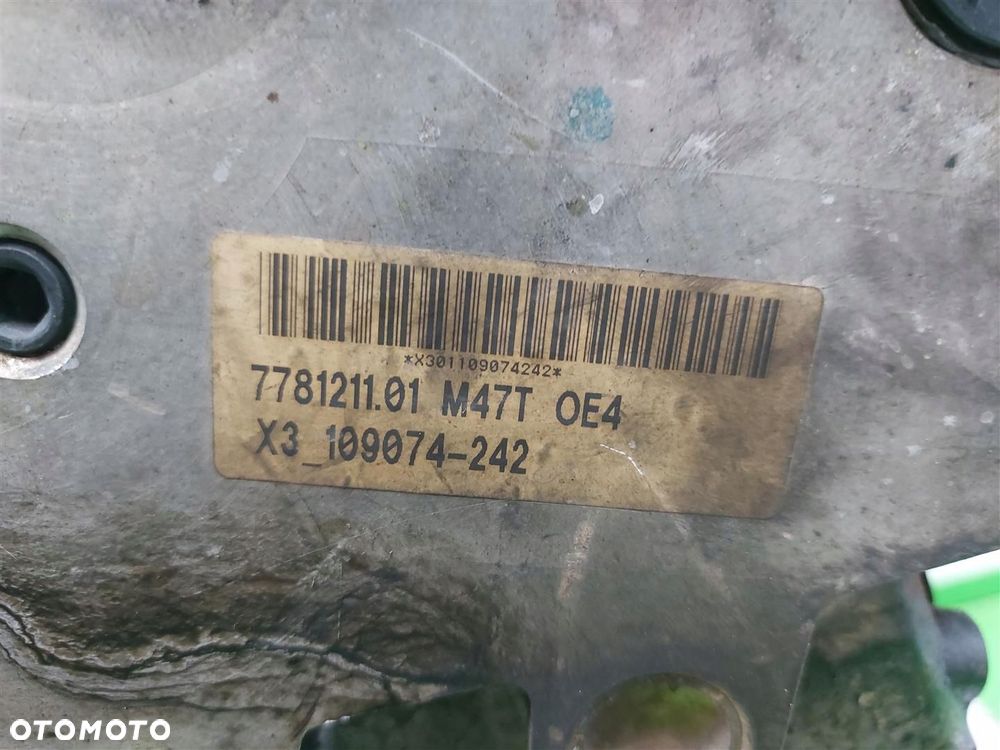 *X301109074242*
7781211.01 M47T OE4
X3_109074-242
OTOMOTO